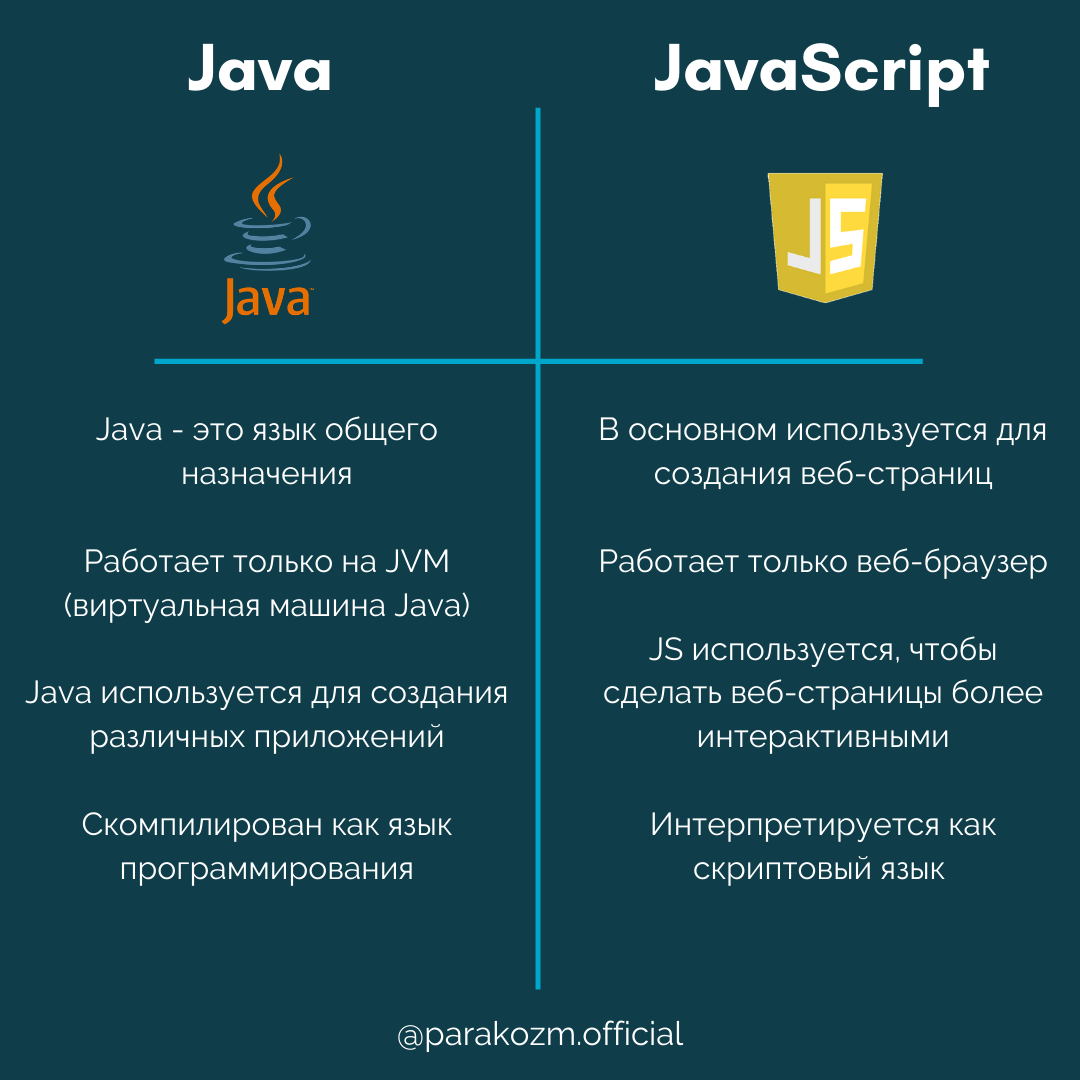 Java
JavaScript
Java
JS
Java - это язык общего
назначения
Работает только на JVM
(виртуальная машина Java)
Java используется для создания
различных приложений
Скомпилирован как язык
программирования
В основном используется для
создания веб-страниц
Работает только веб-браузер
JS используется, чтобы
сделать веб-страницы более
интерактивными
Интерпретируется как
скриптовый язык
@parakozm.official